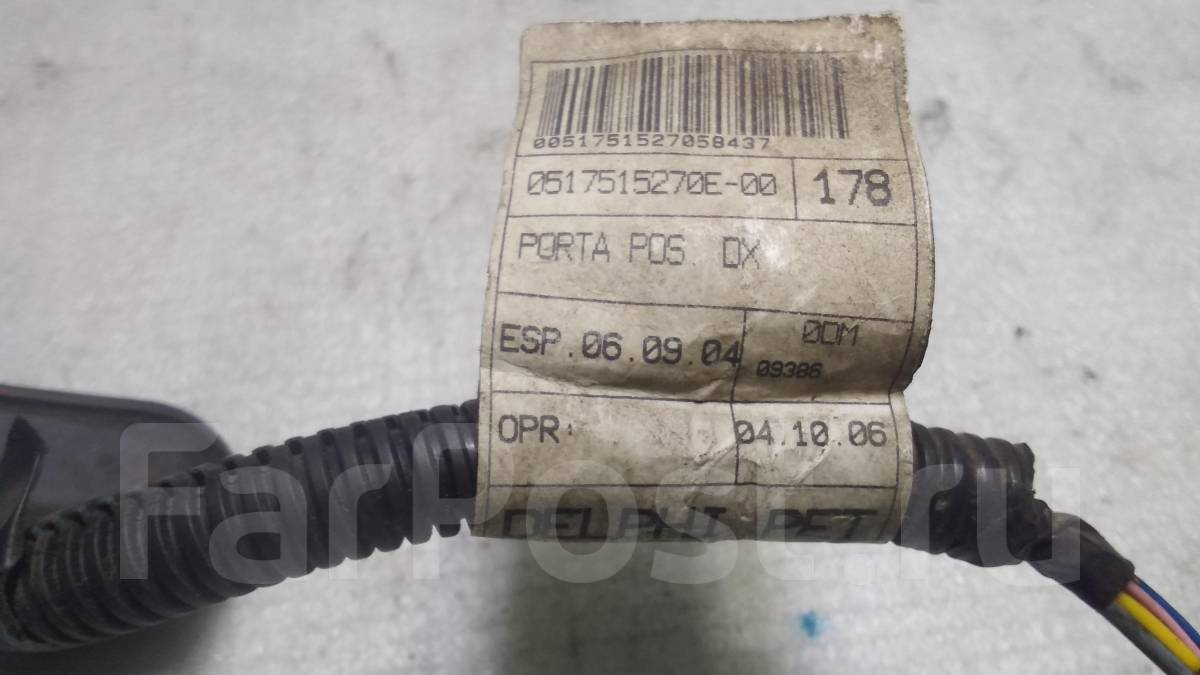 0051751527058437
0517515270E-00 178
PORTA POS. DX
ESP.06.09.04 ODM
09386
OPR: 04.10.06
DELPHI PET
FarPost.ru